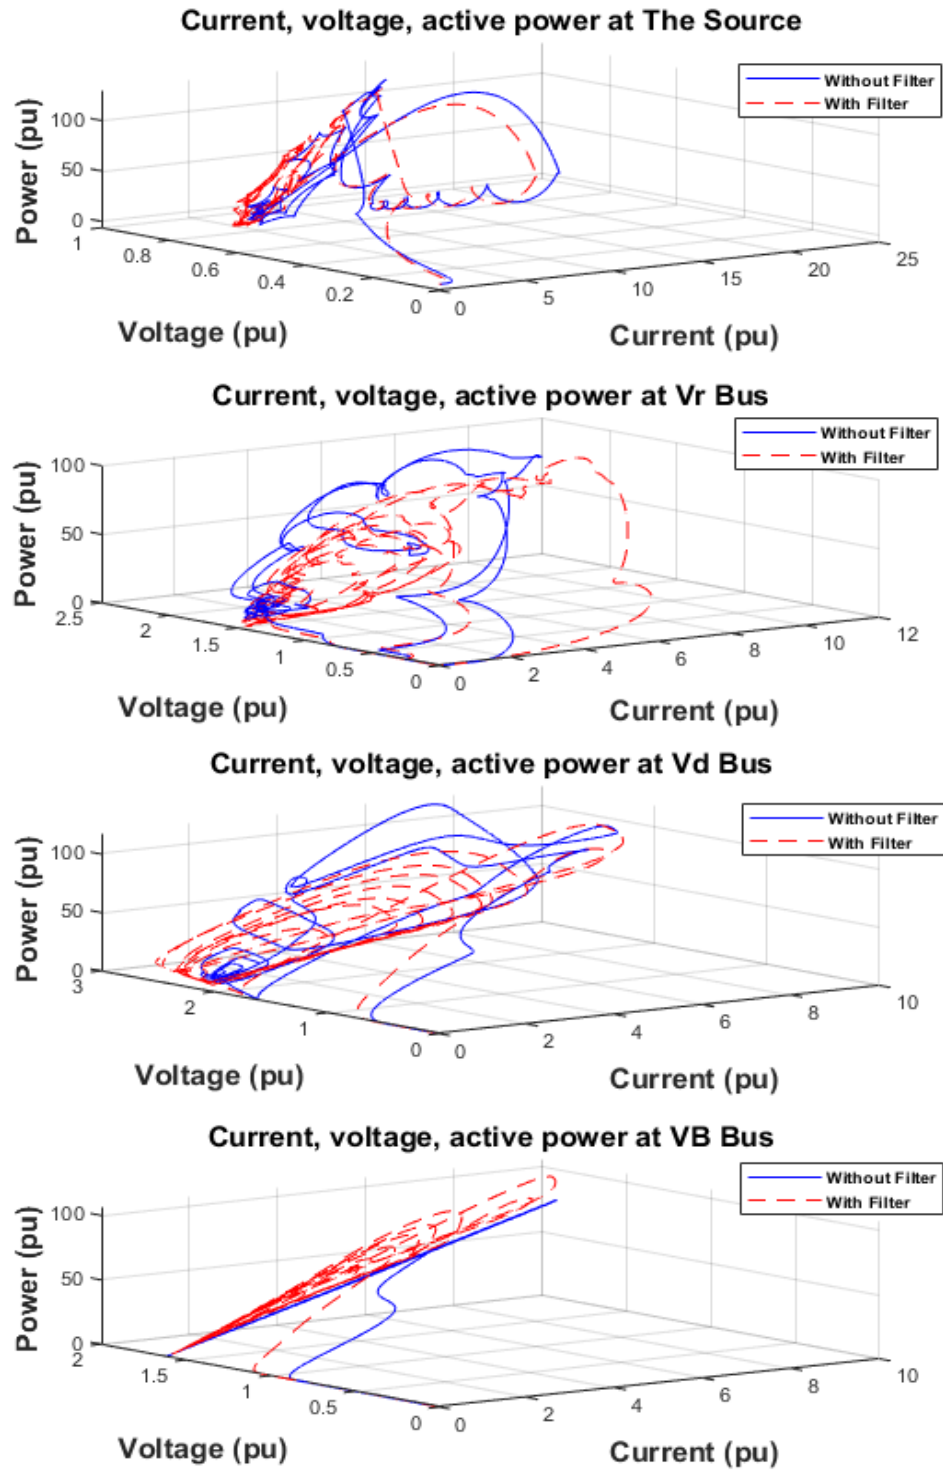 Current, voltage, active power at The Source
Without Filter
With Filter
Power (pu)
100
50
0
1
0.8
0.6
0.4
0.2
0
0
5
10
15
20
25
Voltage (pu)
Current (pu)
Current, voltage, active power at Vr Bus
Without Filter
With Filter
Power (pu)
100
50
0
2.5
2
1.5
1
0.5
0
0
2
4
6
8
10
12
Voltage (pu)
Current (pu)
Current, voltage, active power at Vd Bus
Without Filter
With Filter
Power (pu)
100
50
0
3
2
1
0
0
2
4
6
8
10
Voltage (pu)
Current (pu)
Current, voltage, active power at VB Bus
Without Filter
With Filter
Power (pu)
100
50
0
2
1.5
1
0.5
0
0
2
4
6
8
10
Voltage (pu)
Current (pu)